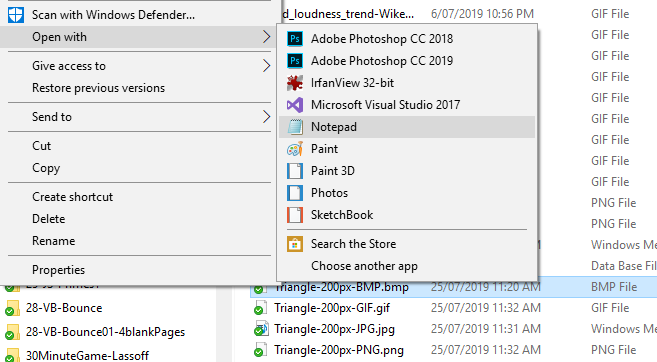 Scan with Windows Defender...
Open with
Give access to
Restore previous versions
Send to
Cut
Copy
Create shortcut
Delete
Rename
Properties
Adobe Photoshop CC 2018
Adobe Photoshop CC 2019
IrfanView 32-bit
Microsoft Visual Studio 2017
Notepad
Paint
Paint 3D
Photos
SketchBook
Search the Store
Choose another app
d_loudness_trend-Wike... 6/07/2019 10:56 PM GIF File
GIF File
GIF File
GIF File
GIF File
GIF File
GIF File
GIF File
PNG File
PNG File
Windows Me
Data Base Fil
Triangle-200px-BMP.bmp 25/07/2019 11:20 AM BMP File
Triangle-200px-GIF.gif 25/07/2019 11:32 AM GIF File
Triangle-200px-JPG.jpg 25/07/2019 11:31 AM Windows Me
Triangle-200px-PNG.png 25/07/2019 11:32 AM PNG File
28-VB-Bounce
28-VB-Bounce01-4blankPages
30MinuteGame-Lassoff